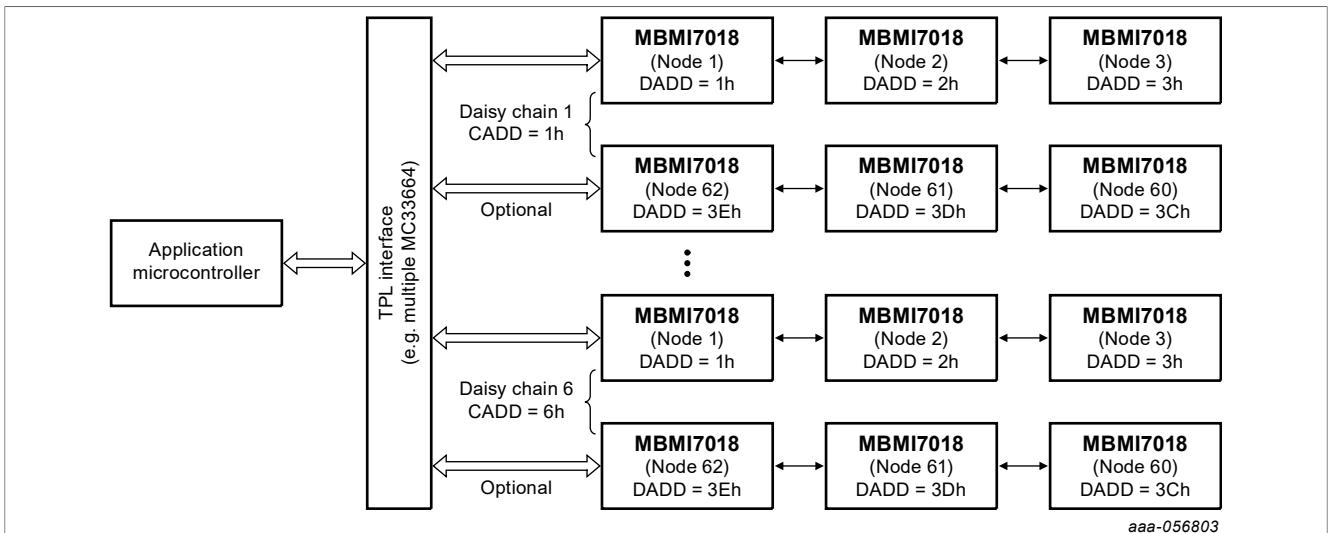 MBMI7018
(Node 1)
DADD = 1h
MBMI7018
(Node 2)
DADD = 2h
MBMI7018
(Node 3)
DADD = 3h
Daisy chain 1
CADD = 1h
MBMI7018
(Node 62)
DADD = 3Eh
MBMI7018
(Node 61)
DADD = 3Dh
MBMI7018
(Node 60)
DADD = 3Ch
Optional
Application
microcontroller
TPL interface
(e.g. multiple MC33664)
MBMI7018
(Node 1)
DADD = 1h
MBMI7018
(Node 2)
DADD = 2h
MBMI7018
(Node 3)
DADD = 3h
Daisy chain 6
CADD = 6h
MBMI7018
(Node 62)
DADD = 3Eh
MBMI7018
(Node 61)
DADD = 3Dh
MBMI7018
(Node 60)
DADD = 3Ch
Optional
aaa-056803